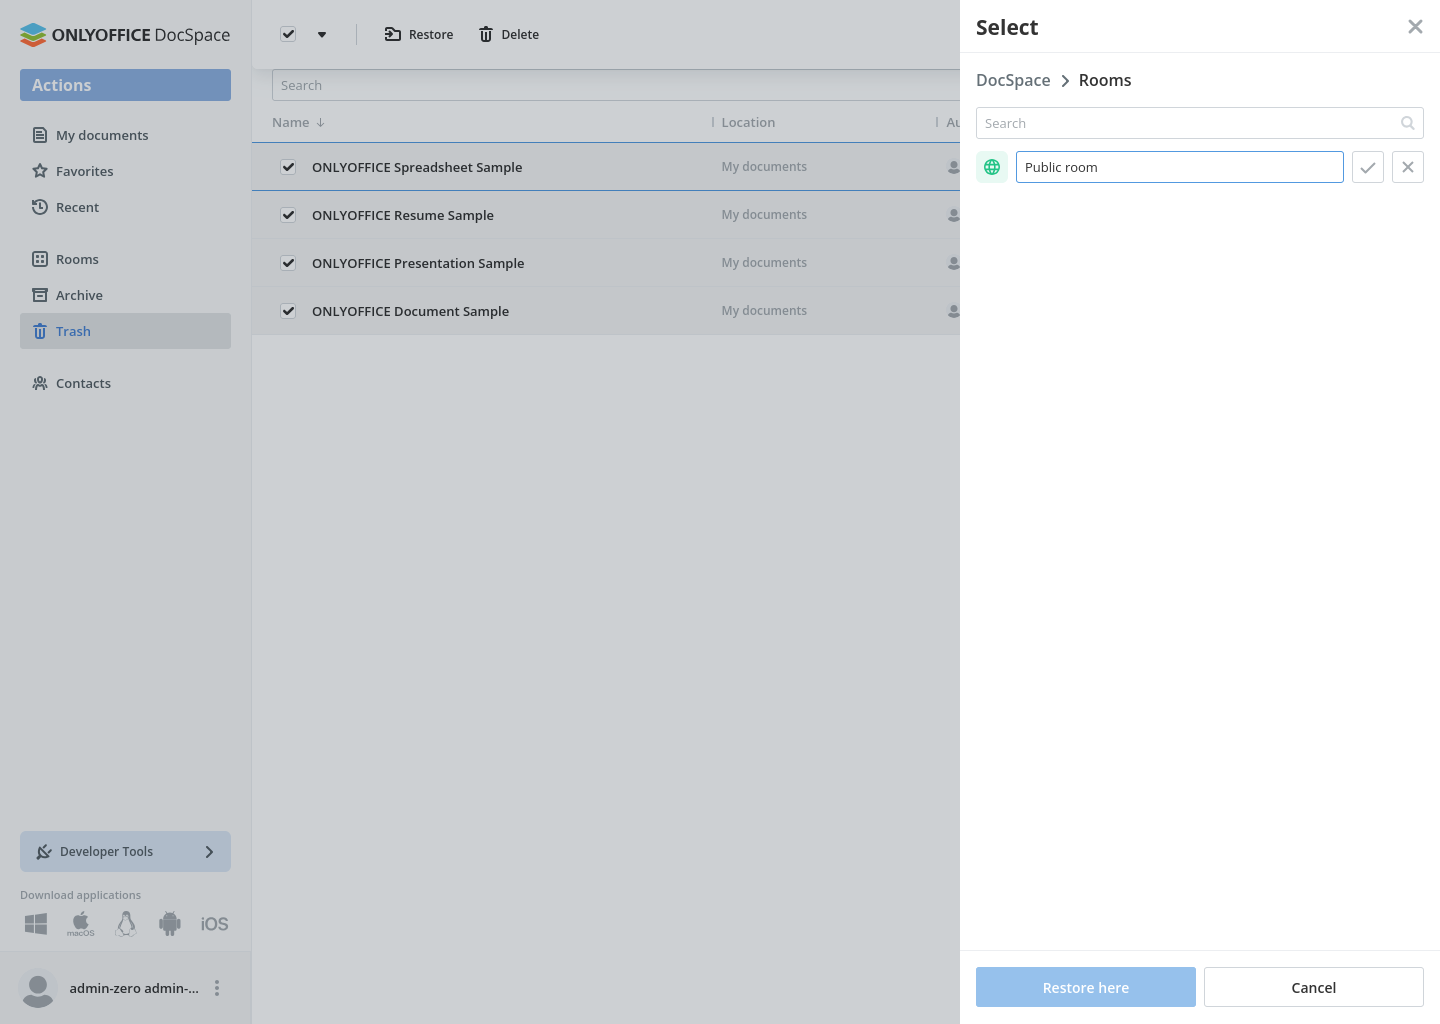 ONLYOFFICE DocSpace
Actions
My documents
Favorites
Recent
Rooms
Archive
Trash
Contacts
Developer Tools
Download applications
macOS
iOS
admin-zero admin-...
Restore
Delete
Search
Name
Location
Au
ONLYOFFICE Spreadsheet Sample
My documents
ONLYOFFICE Resume Sample
My documents
ONLYOFFICE Presentation Sample
My documents
ONLYOFFICE Document Sample
My documents
Select
DocSpace
Rooms
Search
Public room
Restore here
Cancel